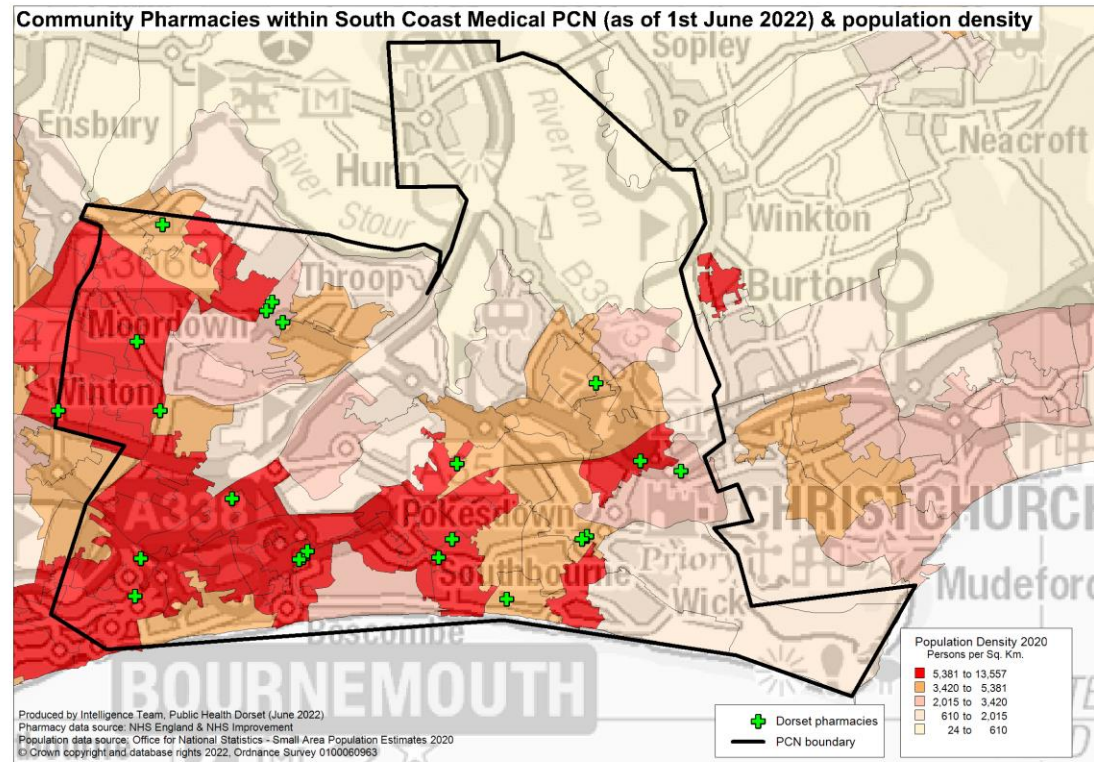 Community Pharmacies within South Coast Medical PCN (as of 1st June 2022) & population density
Sopley
Ensbury
River Avon
Neacroft
Hurn
River Stour
Winkton
Throop
Burton
Moordown
Winton
A338
Pokesdown
CHRISTCHURCH
Southbourne
Priory
Mudeford
Wick
Boscombe
BOURNEMOUTH
Population Density 2020
Persons per Sq. Km.
5,381 to 13,557
3,420 to 5,381
2,015 to 3,420
610 to 2,015
24 to 610
Dorset pharmacies
PCN boundary
Produced by Intelligence Team, Public Health Dorset (June 2022)
Pharmacy data source: NHS England & NHS Improvement
Population data source: Office for National Statistics - Small Area Population Estimates 2020
© Crown copyright and database rights 2022, Ordnance Survey 0100060963